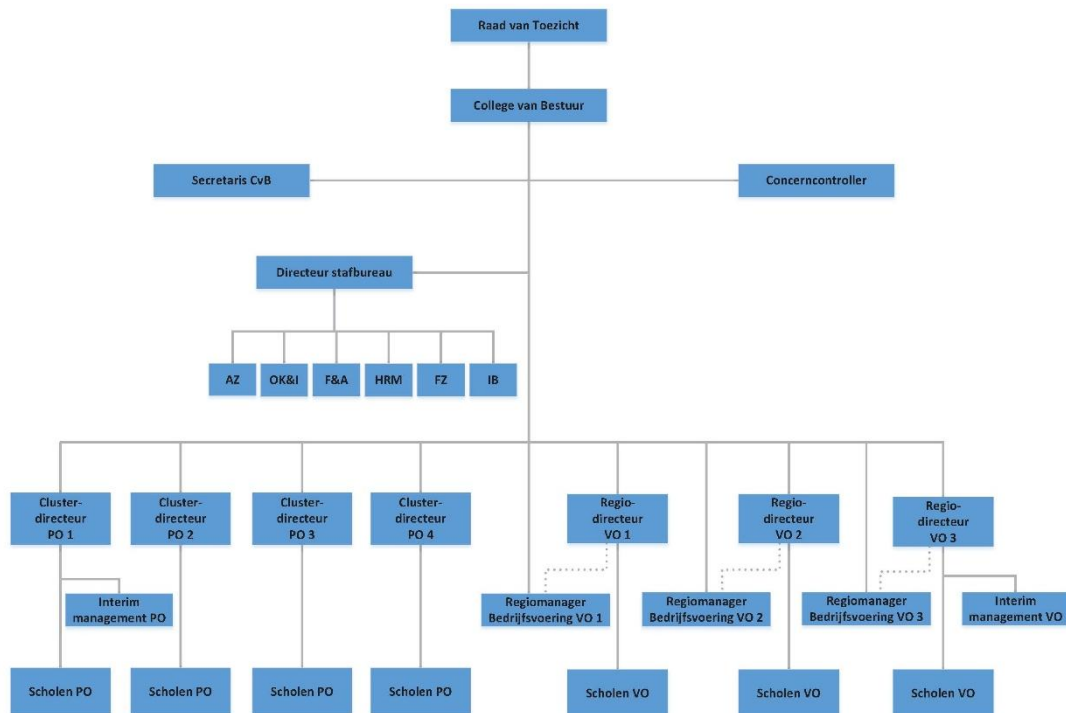 Raad van Toezicht
College van Bestuur
Secretaris CvB
Concerncontroller
Directeur stafbureau
AZ
OK&I
F&A
HRM
FZ
IB
Cluster-
directeur
PO 1
Cluster-
directeur
PO 2
Cluster-
directeur
PO 3
Cluster-
directeur
PO 4
Regio-
directeur
VO 1
Regio-
directeur
VO 2
Regio-
directeur
VO 3
Interim
management PO
Regiomanager
Bedrijfsvoering VO 1
Regiomanager
Bedrijfsvoering VO 2
Regiomanager
Bedrijfsvoering VO 3
Interim
management VO
Scholen PO
Scholen PO
Scholen PO
Scholen PO
Scholen VO
Scholen VO
Scholen VO